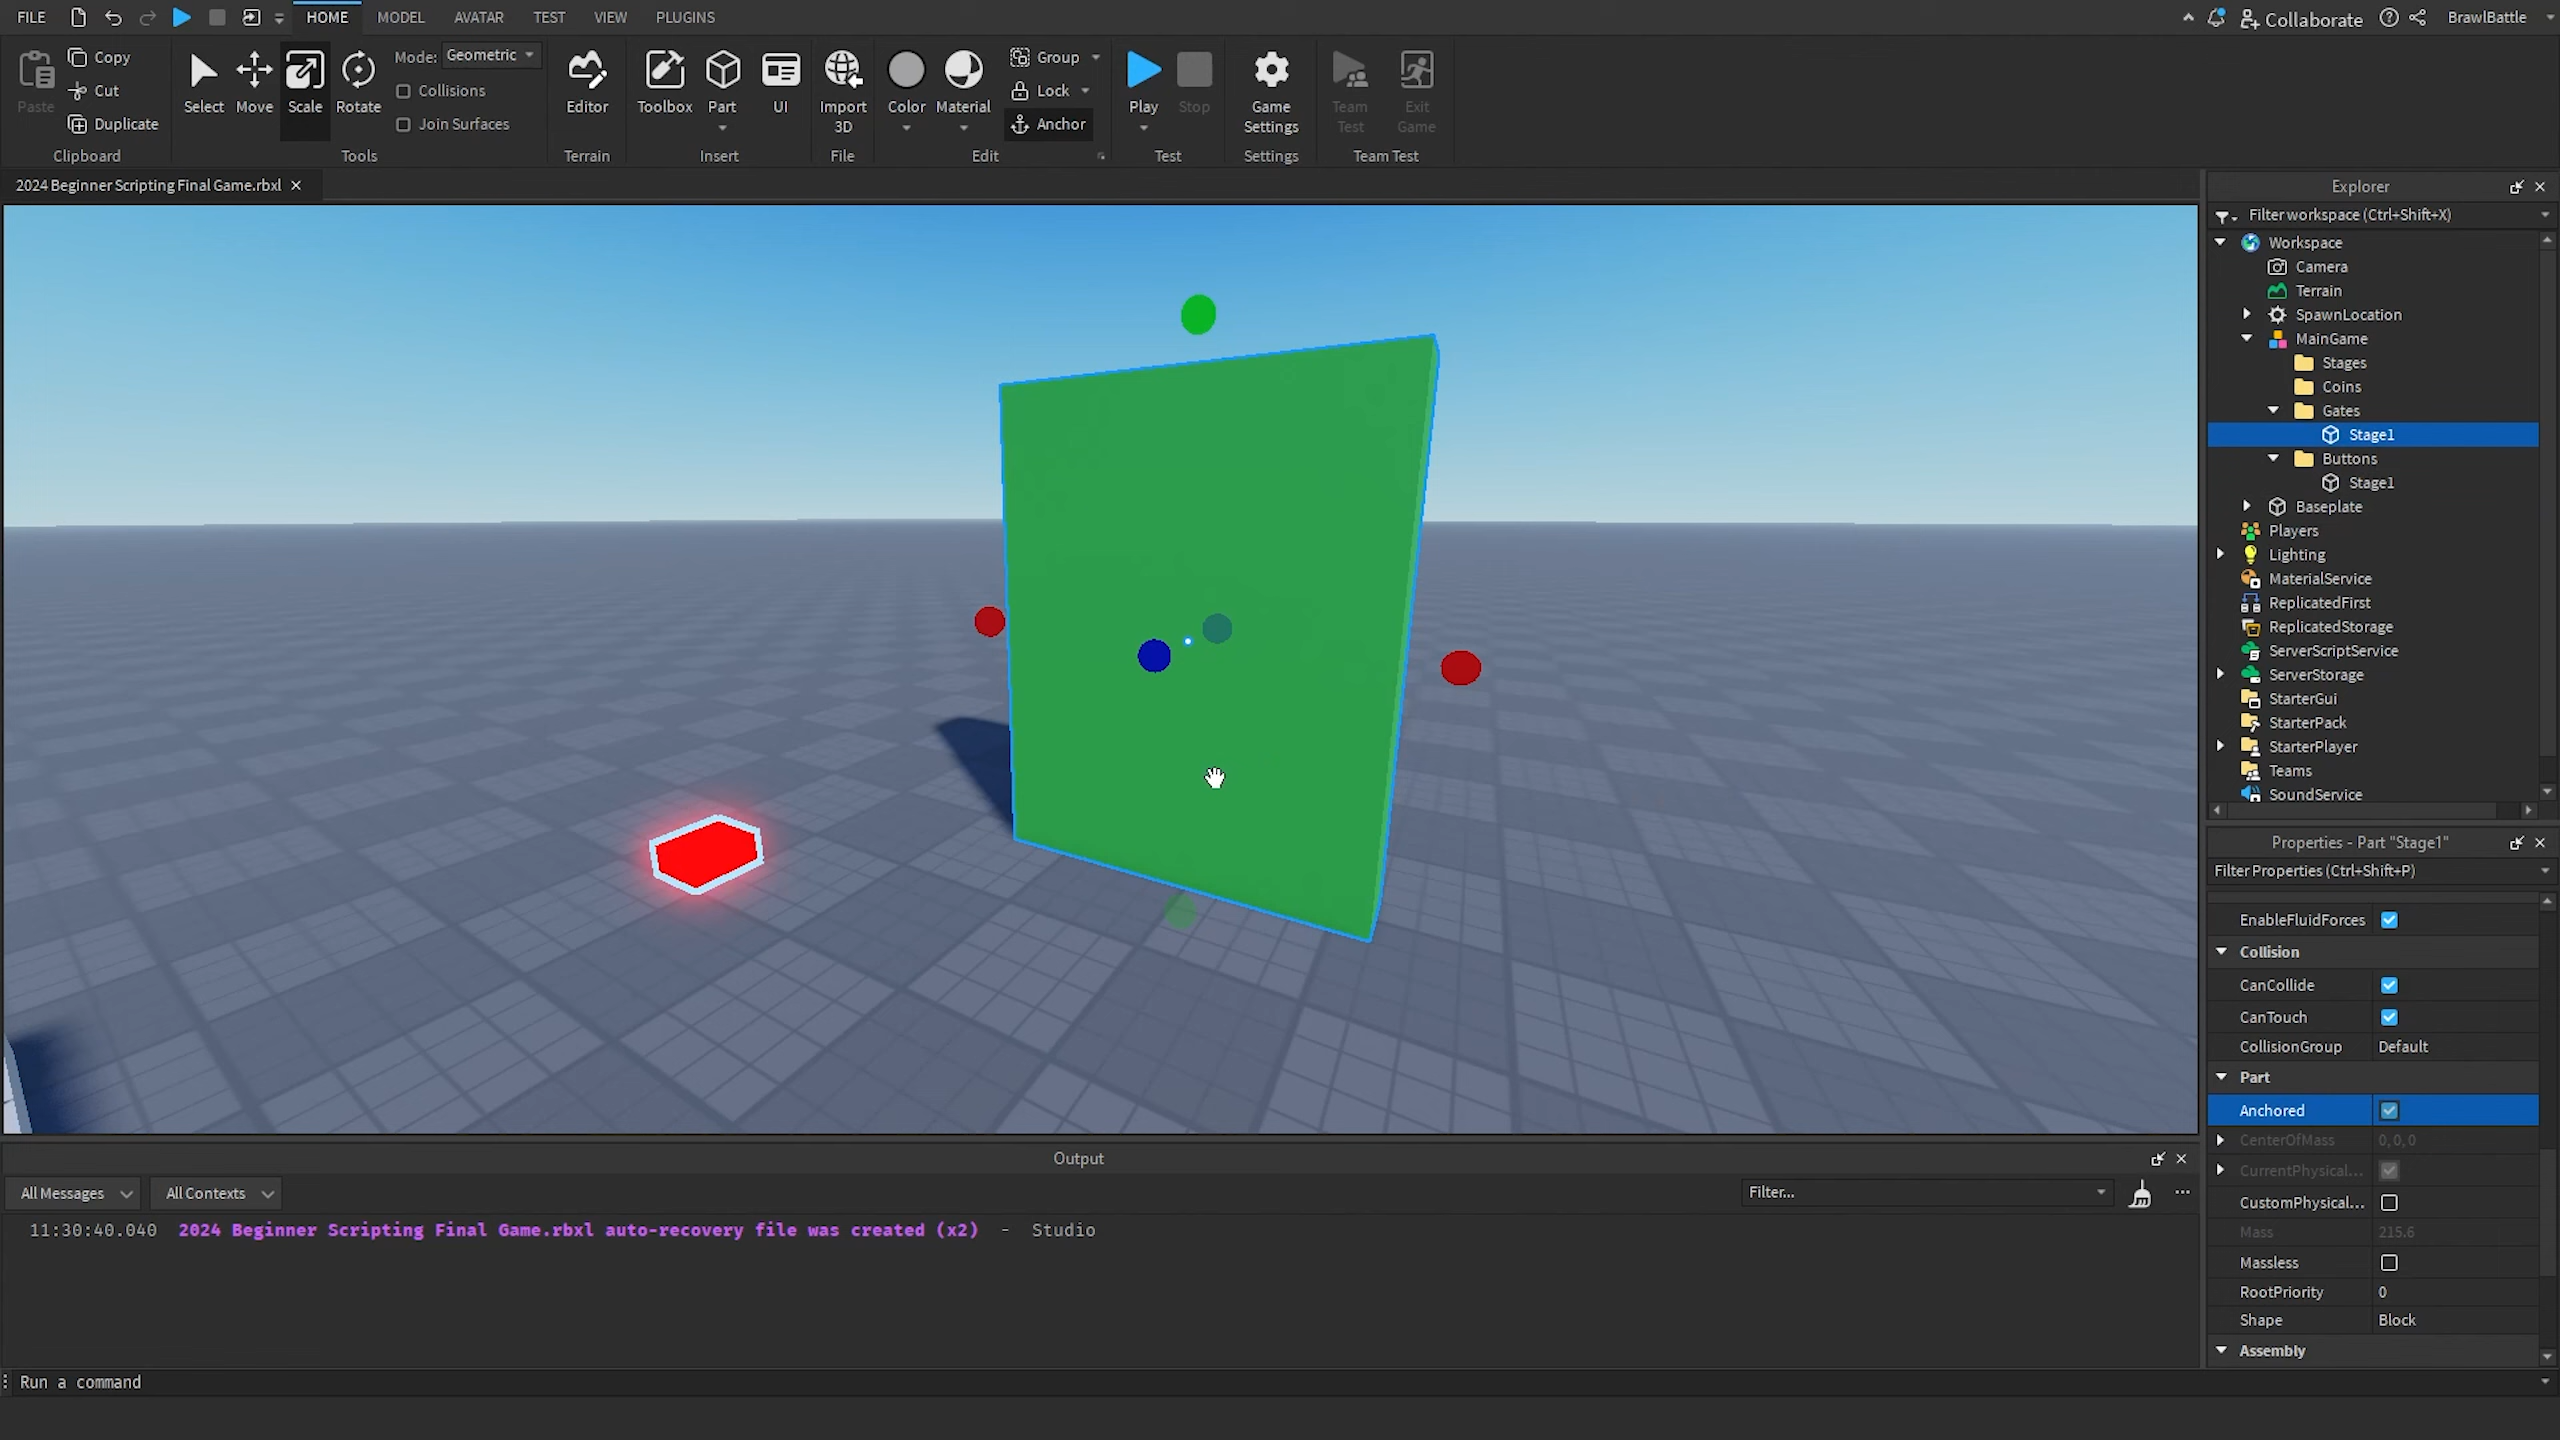 FILE HOME MODEL AVATAR TEST VIEW PLUGINS Collaborate BrawlBattle
Paste Copy Cut Duplicate Clipboard
Select Move Scale Rotate Mode: Geometric Collisions Join Surfaces Tools
Editor Terrain
Toolbox Part UI Insert
Import 3D File
Color Material Group Lock Anchor Edit
Play Stop Test
Game Settings Settings
Team Test Exit Game Team Test
2024 Beginner Scripting Final Game.rbxl
Explorer
Filter workspace (Ctrl+Shift+X)
Workspace
Camera
Terrain
SpawnLocation
MainGame
Stages
Coins
Gates
Stage1
Buttons
Stage1
Baseplate
Players
Lighting
MaterialService
ReplicatedFirst
ReplicatedStorage
ServerScriptService
ServerStorage
StarterGui
StarterPack
StarterPlayer
Teams
SoundService
Properties - Part "Stage1"
Filter Properties (Ctrl+Shift+P)
EnableFluidForces
Collision
CanCollide
CanTouch
CollisionGroup Default
Part
Anchored
CenterOfMass 0,0,0
CurrentPhysical...
CustomPhysical...
Mass 215.6
Massless
RootPriority 0
Shape Block
Assembly
Output
All Messages All Contexts Filter...
11:30:40.040 2024 Beginner Scripting Final Game.rbxl auto-recovery file was created (x2) - Studio
Run a command